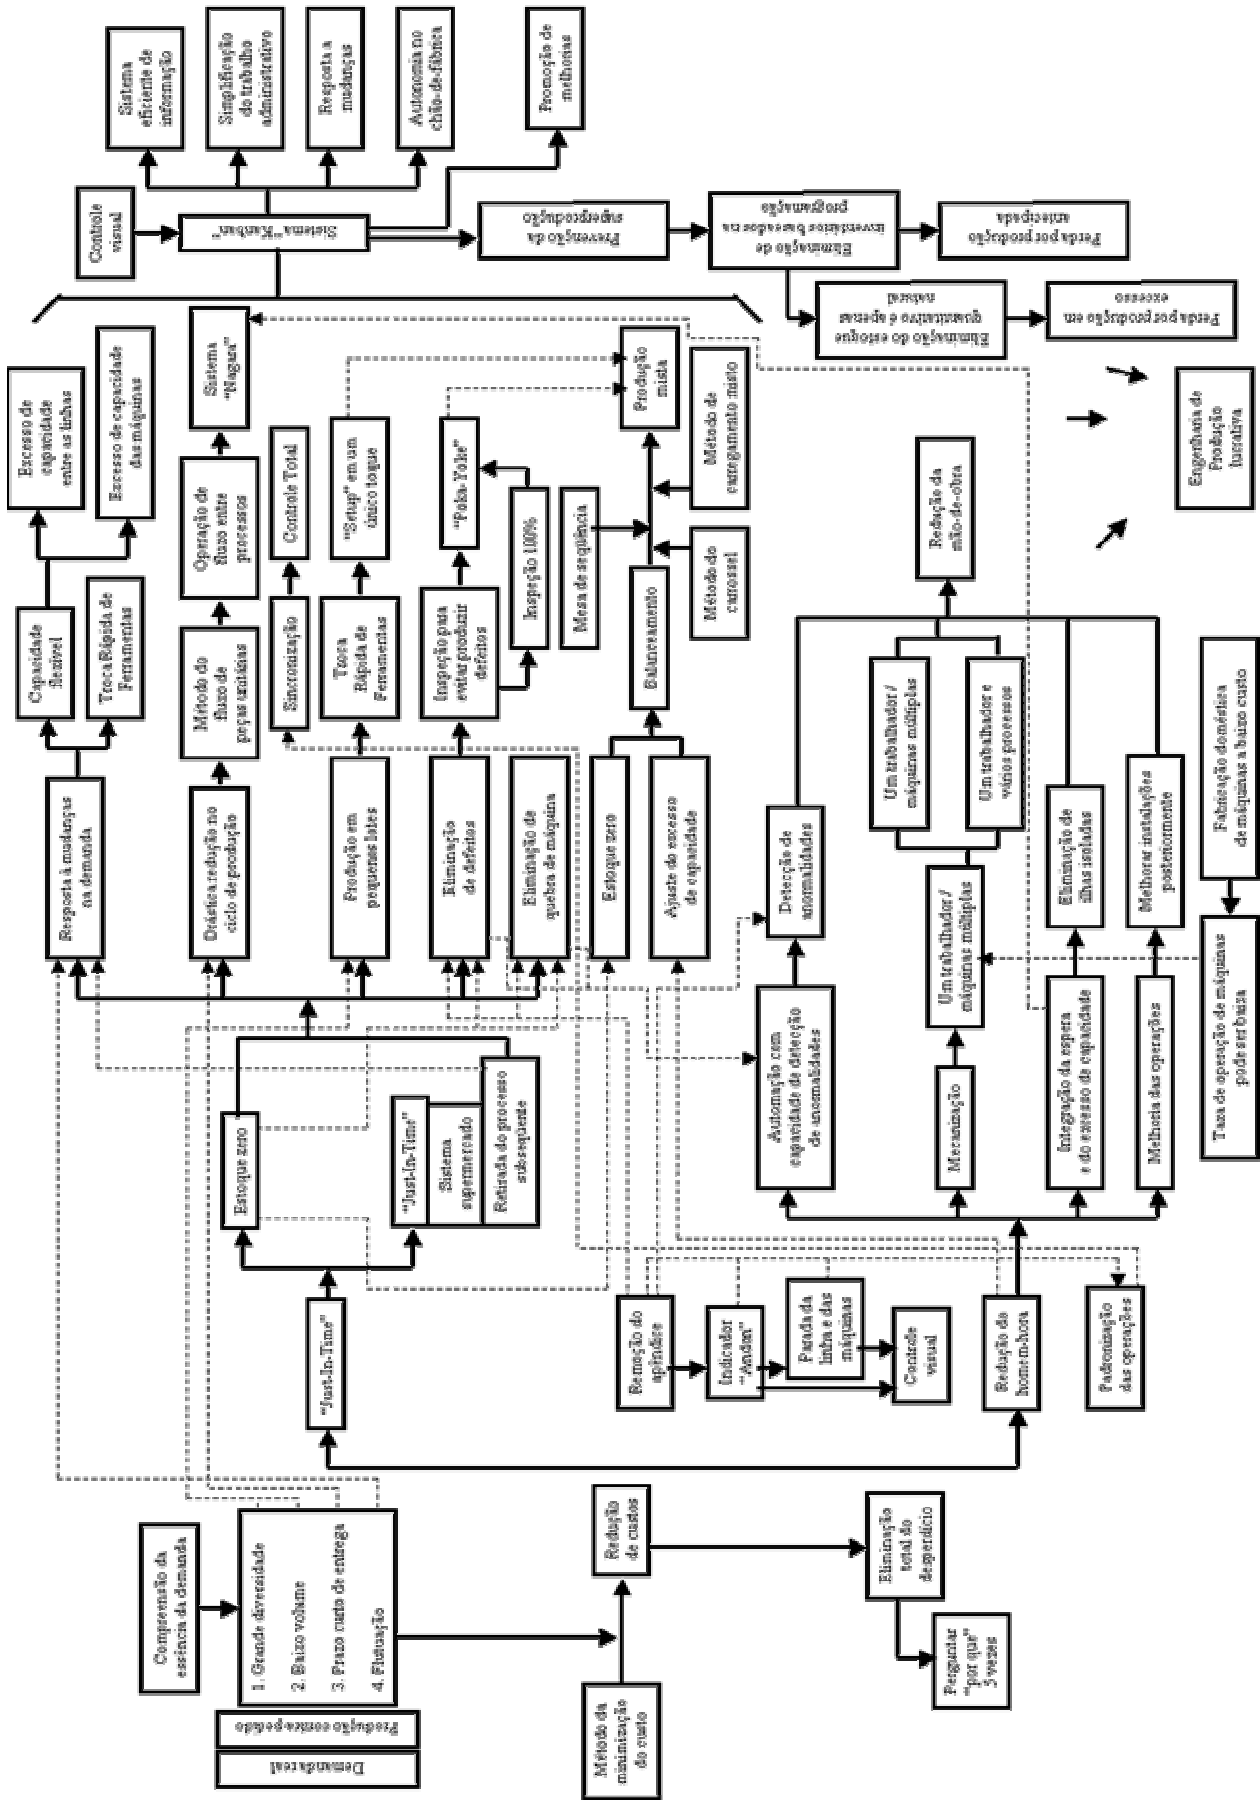 Demanda real
Produção contra-pedido
Compreensão da
essência da demanda
1. Grande diversidade
2. Baixo volume
3. Prazo curto de entrega
4. Flutuação
Método da
minimização
do custo
Redução
de custos
Eliminação
total do
desperdício
Perguntar
"por que"
5 vezes
"Just-In-Time"
Estoque zero
"Just-In-Time"
Sistema
supermercado
Retirada do processo
subsequente
Remoção do
apêndice
Indicador
"Andon"
Parada da
linha e das
máquinas
Controle
visual
Redução do
homem-hora
Padronização
das operações
Resposta à mudanças
na demanda
Drástica redução no
ciclo de produção
Produção em
pequenos lotes
Eliminação
de defeitos
Eliminação de
quebra de máquina
Estoque zero
Ajuste do excesso
de capacidade
Automação com
capacidade de detecção
de anormalidades
Mecanização
Integração da espera
e do excesso de capacidade
Melhoria das operações
Taxa de operação de máquinas
pode ser baixa
Detecção de
anormalidades
Um trabalhador /
máquinas múltiplas
Eliminação de
ilhas isoladas
Melhorar instalações
posteriormente
Fabricação doméstica
de máquinas a baixo custo
Capacidade
flexível
Troca Rápida de
Ferramentas
Método do
fluxo de
peças unitárias
Sincronização
Troca
Rápida de
Ferramentas
Inspeção para
evitar produzir
defeitos
Inspeção 100%
Balanceamento
Mesa de seqüência
Método do
carrossel
Método de
carregamento misto
Um trabalhador /
máquinas múltiplas
Um trabalhador e
vários processos
Redução da
mão-de-obra
Excesso de
capacidade
entre as linhas
Excesso de capacidade
das máquinas
Operação de
fluxo entre
processos
Sistema
"Nagara"
Controle Total
"Setup" em um
único toque
"Poka-Yoke"
Produção
mista
Controle
visual
Sistema "Kanban"
Sistema
eficiente de
informação
Simplificação
do trabalho
administrativo
Resposta a
mudanças
Autonomia no
chão-de-fábrica
Promoção de
melhorias
Prevenção da
superprodução
Eliminação de
inventários baseados na
programação
Perda por produção
antecipada
Eliminação do estoque
quantitativo é apenas
natural
Perda por produção em
excesso
Engenharia de
Produção
lucrativa